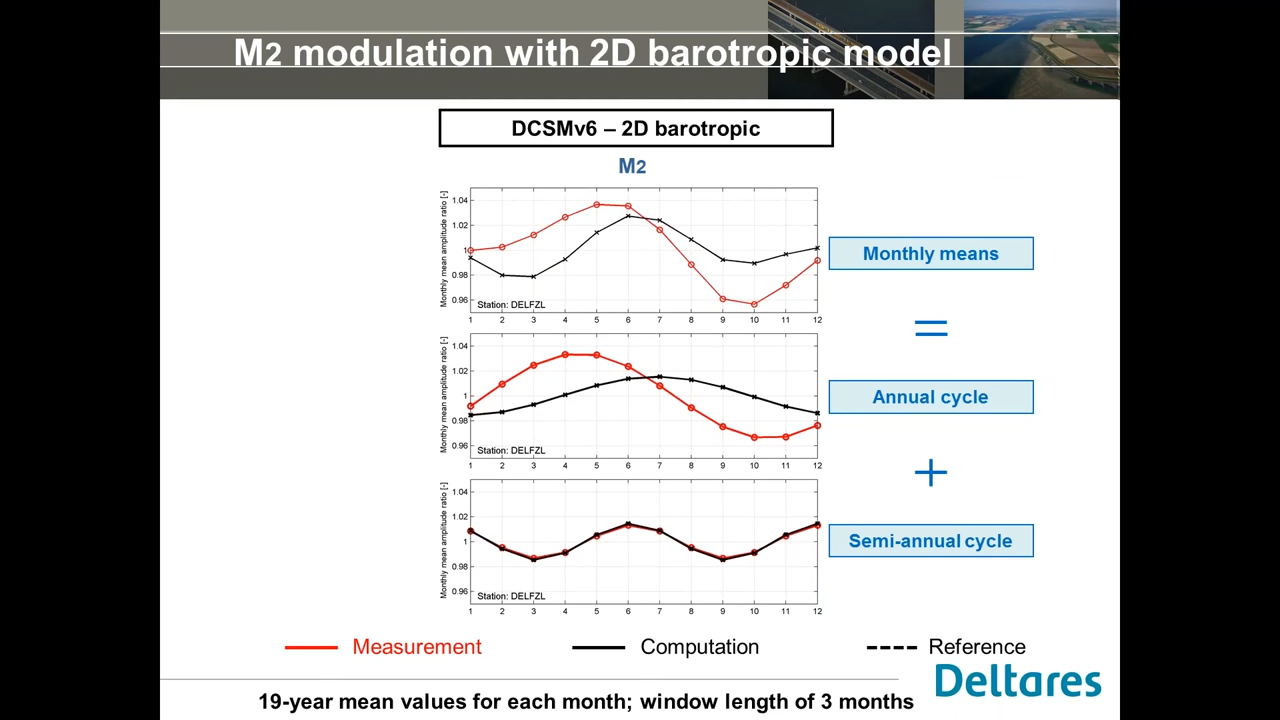 M2 modulation with 2D barotropic model
DCSMv6 – 2D barotropic
M2
Monthly mean amplitude ratio [-]
1.04
1.02
1
0.98
0.96
Station: DELFZL
1 2 3 4 5 6 7 8 9 10 11 12
Monthly means
=
Monthly mean amplitude ratio [-]
1.04
1.02
1
0.98
0.96
Station: DELFZL
1 2 3 4 5 6 7 8 9 10 11 12
Annual cycle
+
Monthly mean amplitude ratio [-]
1.04
1.02
1
0.98
0.96
Station: DELFZL
1 2 3 4 5 6 7 8 9 10 11 12
Semi-annual cycle
Measurement Computation Reference
Deltares
19-year mean values for each month; window length of 3 months